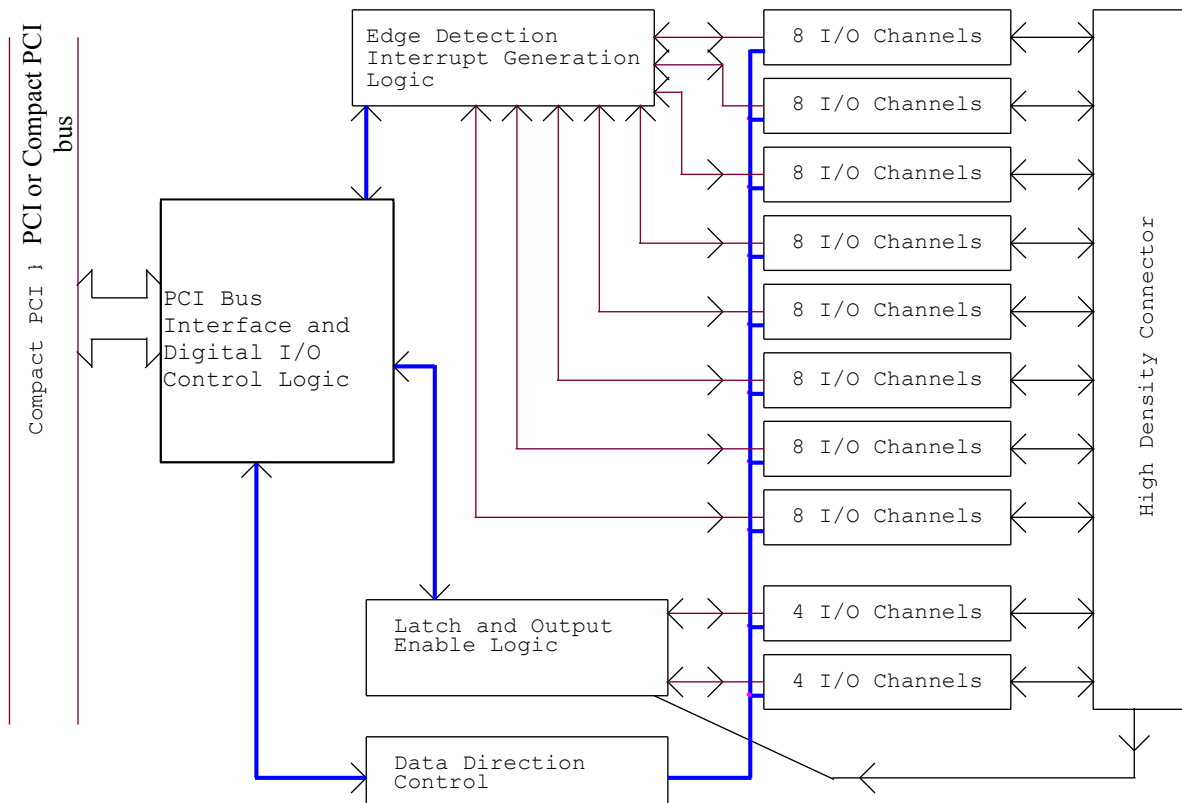 PCI or Compact PCI
bus
Compact PCI
Edge Detection
Interrupt Generation
Logic
PCI Bus
Interface and
Digital I/O
Control Logic
Latch and Output
Enable Logic
Data Direction
Control
8 I/O Channels
8 I/O Channels
8 I/O Channels
8 I/O Channels
8 I/O Channels
8 I/O Channels
8 I/O Channels
8 I/O Channels
4 I/O Channels
4 I/O Channels
High Density Connector